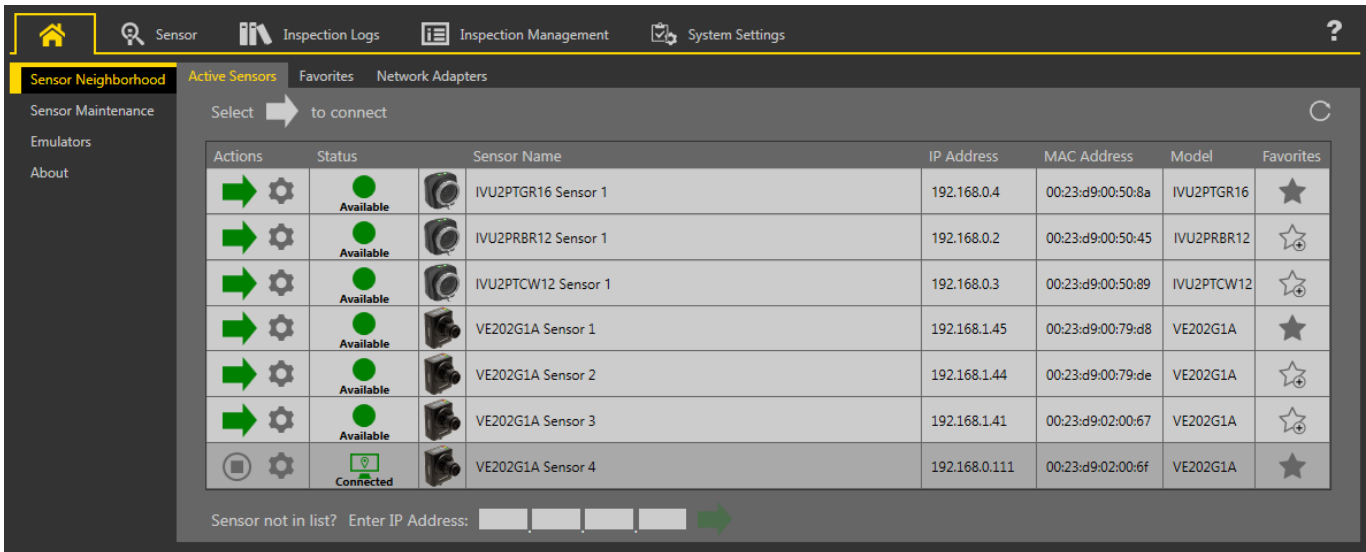 Sensor Inspection Logs Inspection Management System Settings ?
Sensor Neighborhood
Sensor Maintenance
Emulators
About
Active Sensors Favorites Network Adapters
Select to connect
Actions Status Sensor Name IP Address MAC Address Model Favorites
Available IVU2PTGR16 Sensor 1 192.168.0.4 00:23:d9:00:50:8a IVU2PTGR16
Available IVU2PRBR12 Sensor 1 192.168.0.2 00:23:d9:00:50:45 IVU2PRBR12
Available IVU2PTCW12 Sensor 1 192.168.0.3 00:23:d9:00:50:89 IVU2PTCW12
Available VE202G1A Sensor 1 192.168.1.45 00:23:d9:00:79:d8 VE202G1A
Available VE202G1A Sensor 2 192.168.1.44 00:23:d9:00:79:de VE202G1A
Available VE202G1A Sensor 3 192.168.1.41 00:23:d9:02:00:67 VE202G1A
Connected VE202G1A Sensor 4 192.168.0.111 00:23:d9:02:00:6f VE202G1A
Sensor not in list? Enter IP Address: . . .